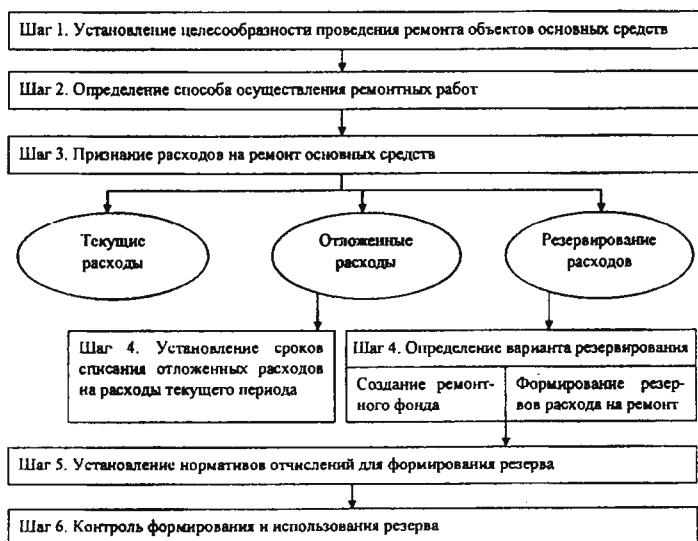 Шаг 1. Установление целесообразности проведения ремонта объектов основных средств
Шаг 2. Определение способа осуществления ремонтных работ
Шаг 3. Признание расходов на ремонт основных средств
Текущие
расходы
Отложенные
расходы
Резервирование
расходов
Шаг 4. Установление сроков
списания отложенных расходов
на расходы текущего периода
Шаг 4. Определение варианта резервирования
Создание ремонт-
ного фонда
Формирование резер-
вов расхода на ремонт
Шаг 5. Установление нормативов отчислений для формирования резерва
Шаг 6. Контроль формирования и использования резерва